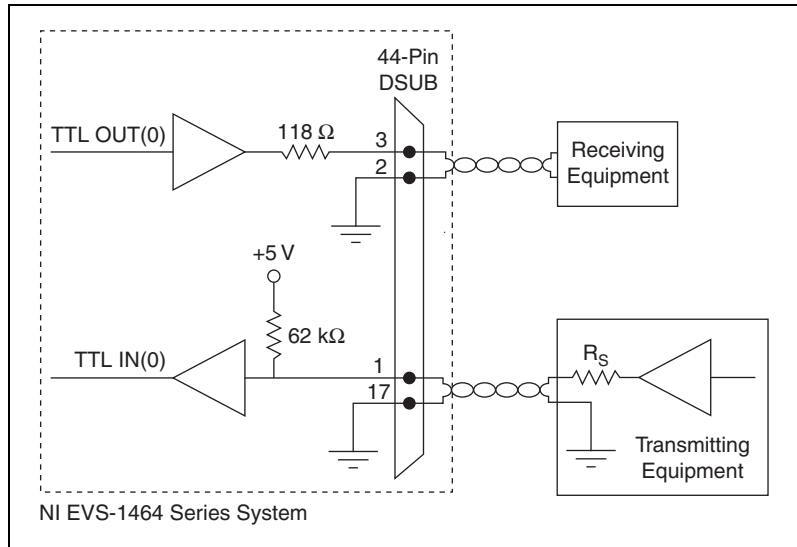 44-Pin
DSUB
TTL OUT(0)
118 Ω
3
2
Receiving
Equipment
+5 V
62 kΩ
TTL IN(0)
1
17
R_S
Transmitting
Equipment
NI EVS-1464 Series System